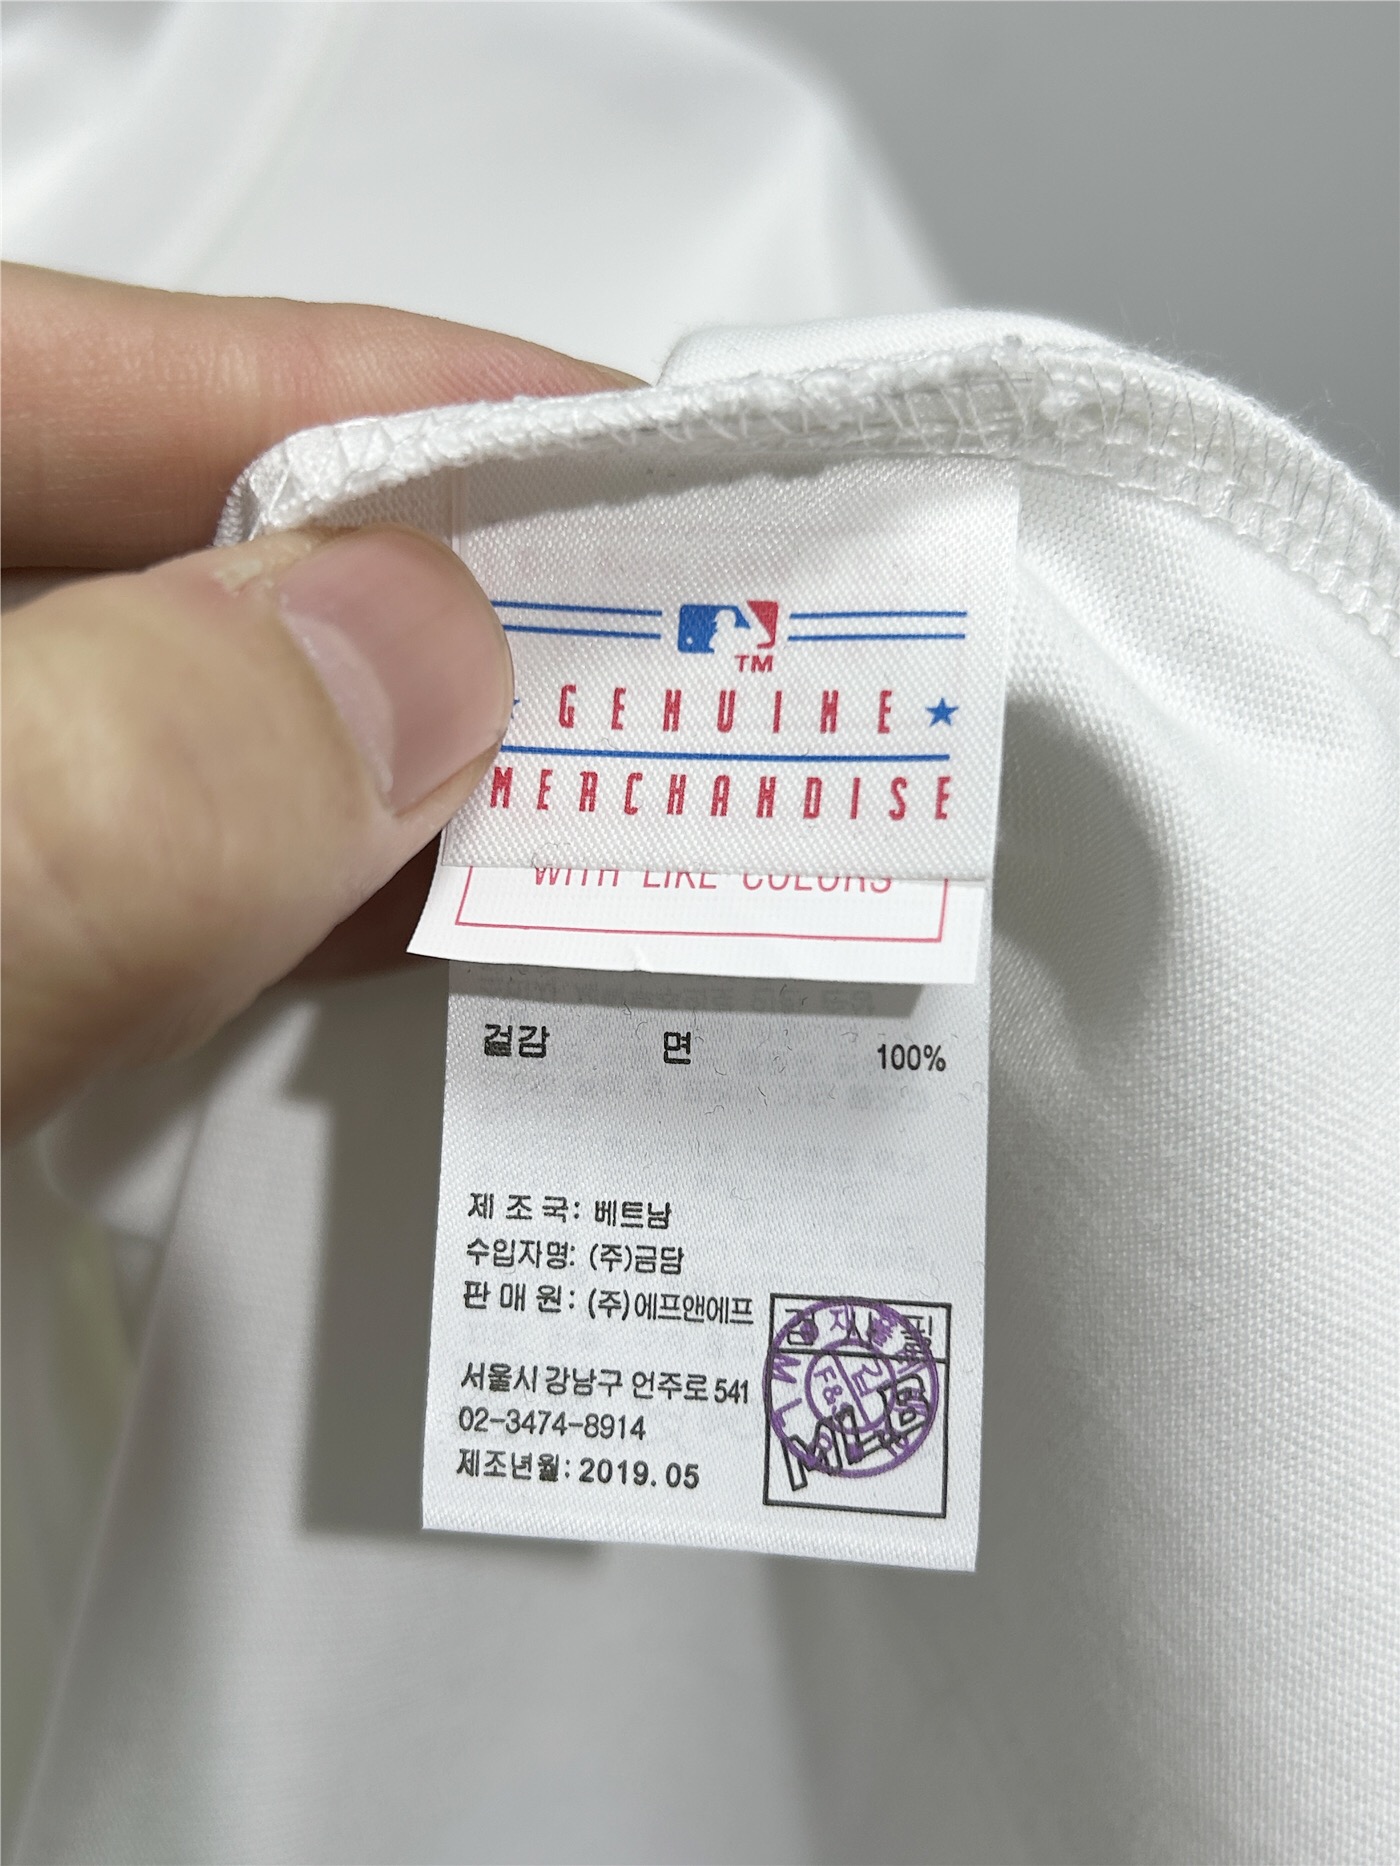 TM
GENUINE
MERCHANDISE
WITH LIKE COLORS
겉감 면 100%
제 조 국: 베트남
수입자명: (주)금담
판 매 원: (주)에프앤에프
서울시 강남구 언주로 541
02-3474-8914
제조년월: 2019. 05
MLB